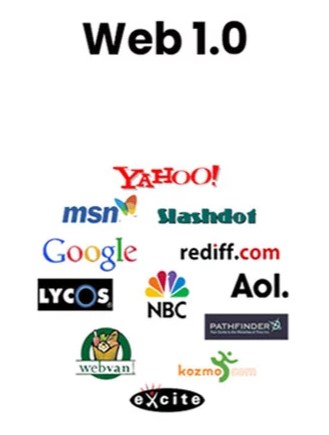 Web 1.0
YAHOO!
msn
Slashdot
Google
rediff.com
LYCOS
NBC
Aol.
PATHFINDER
webvan
kozmo.com
excite